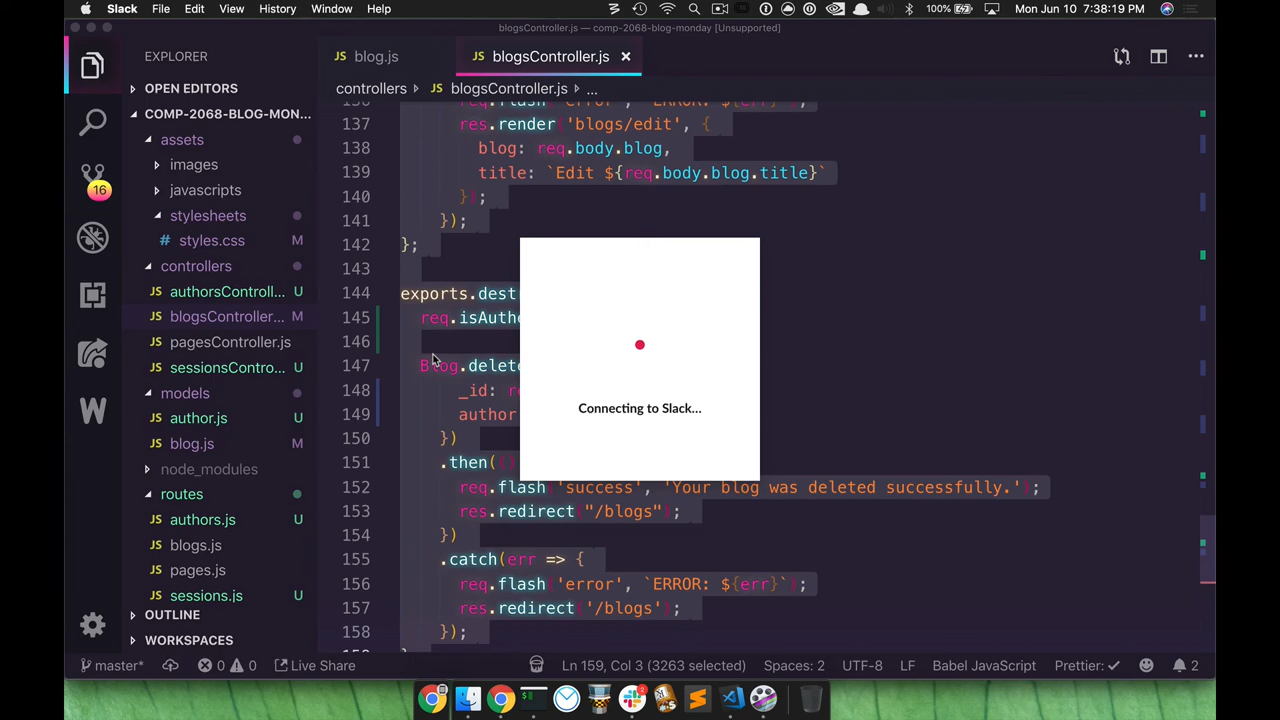 Slack File Edit View History Window Help 100% Mon Jun 10 7:38:19 PM
blogsController.js — comp-2068-blog-monday [Unsupported]
EXPLORER
JS blog.js
JS blogsController.js
controllers blogsController.js ...
OPEN EDITORS
COMP-2068-BLOG-MON...
assets
images
javascripts
stylesheets
# styles.css M
controllers
JS authorsControll... U
JS blogsController... M
JS pagesController.js
JS sessionsContro... U
models
JS author.js U
JS blog.js M
node_modules
routes
JS authors.js U
JS blogs.js
JS pages.js
JS sessions.js U
OUTLINE
WORKSPACES
16
137 res.render('blogs/edit', {
138 blog: req.body.blog,
139 title: `Edit ${req.body.blog.title}`
140 });
141 });
142 };
143
144 exports.dest
145 req.isAuthe
146
147 Blog.delete
148 _id: re
149 author
150 })
151 .then(()
152 req.flash('success', 'Your blog was deleted successfully.');
153 res.redirect("/blogs");
154 })
155 .catch(err => {
156 req.flash('error', `ERROR: ${err}`);
157 res.redirect('/blogs');
158 });
Connecting to Slack...
master* 0 0 Live Share Ln 159, Col 3 (3263 selected) Spaces: 2 UTF-8 LF Babel JavaScript Prettier: ✓ 2